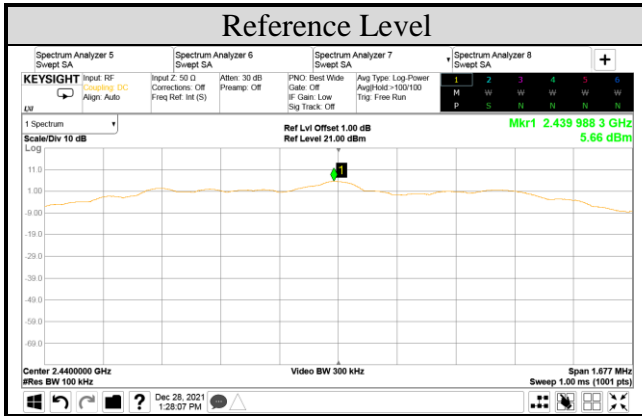 Reference Level
Spectrum Analyzer 5
Swept SA
Spectrum Analyzer 6
Swept SA
Spectrum Analyzer 7
Swept SA
Spectrum Analyzer 8
Swept SA
+
KEYSIGHT
Input: RF
Coupling: DC
Align: Auto
Input Z: 50 Ω
Corrections: Off
Freq Ref: Int (S)
Atten: 30 dB
Preamp: Off
PNO: Best Wide
Gate: Off
IF Gain: Low
Sig Track: Off
Avg Type: Log-Power
Avg|Hold:>100/100
Trig: Free Run
1 2 3 4 5 6
M W W W W W
P S N N N N
LXI
1 Spectrum
Scale/Div 10 dB
Ref Lvl Offset 1.00 dB
Ref Level 21.00 dBm
Mkr1 2.439 988 3 GHz
5.66 dBm
Log
1
11.0
1.00
-9.00
-19.0
-29.0
-39.0
-49.0
-59.0
-69.0
Center 2.4400000 GHz
#Res BW 100 kHz
Video BW 300 kHz
Span 1.677 MHz
Sweep 1.00 ms (1001 pts)
?
Dec 28, 2021
1:28:07 PM